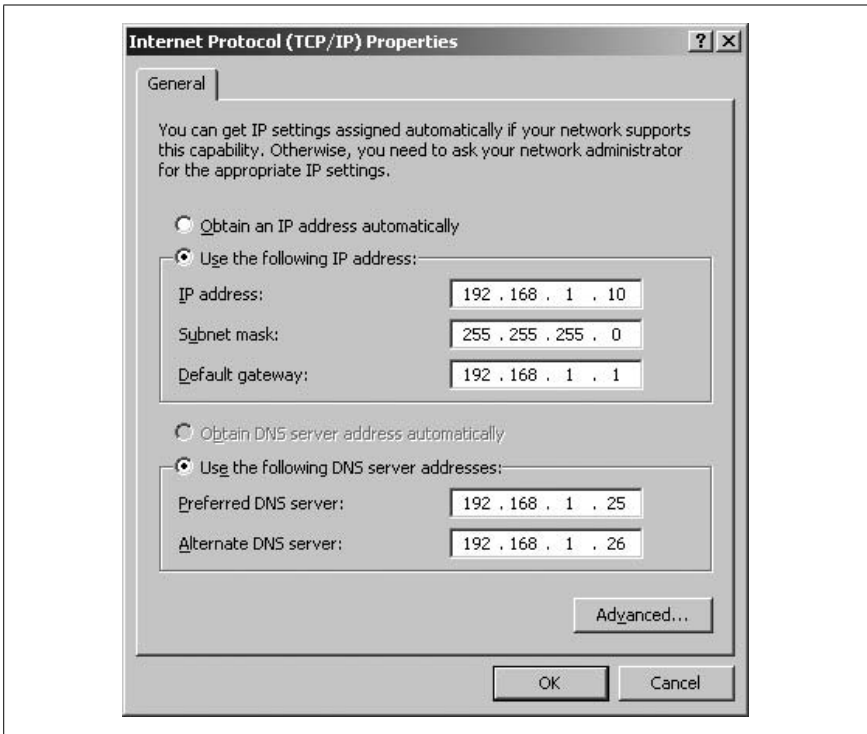 Internet Protocol (TCP/IP) Properties
General
You can get IP settings assigned automatically if your network supports
this capability. Otherwise, you need to ask your network administrator
for the appropriate IP settings.
Obtain an IP address automatically
Use the following IP address:
IP address: 192 . 168 . 1 . 10
Subnet mask: 255 . 255 . 255 . 0
Default gateway: 192 . 168 . 1 . 1
Obtain DNS server address automatically
Use the following DNS server addresses:
Preferred DNS server: 192 . 168 . 1 . 25
Alternate DNS server: 192 . 168 . 1 . 26
Advanced...
OK Cancel